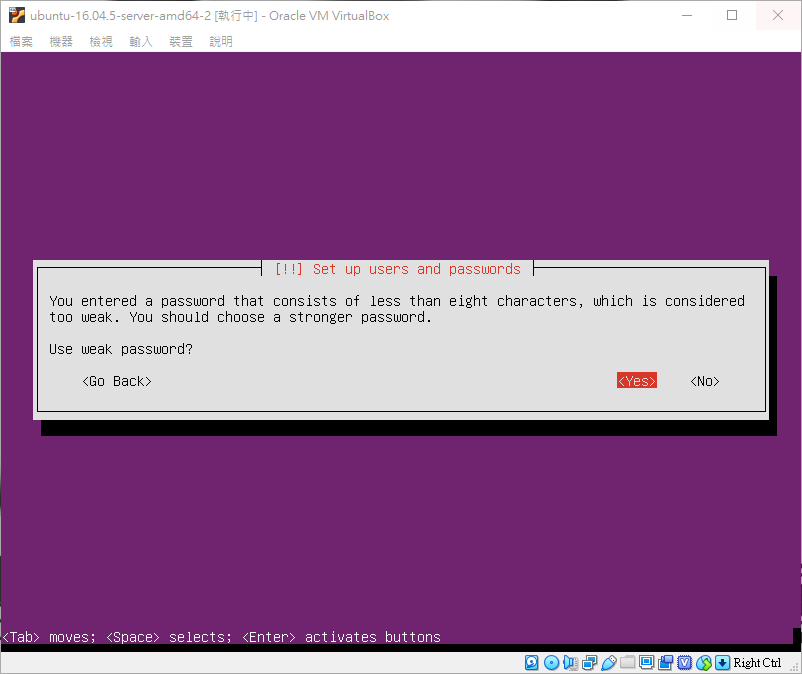 ubuntu-16.04.5-server-amd64-2 [執行中] - Oracle VM VirtualBox
檔案 機器 檢視 輸入 裝置 說明
[!!] Set up users and passwords
You entered a password that consists of less than eight characters, which is considered
too weak. You should choose a stronger password.
Use weak password?
<Go Back> <Yes> <No>
<Tab> moves; <Space> selects; <Enter> activates buttons
Right Ctrl